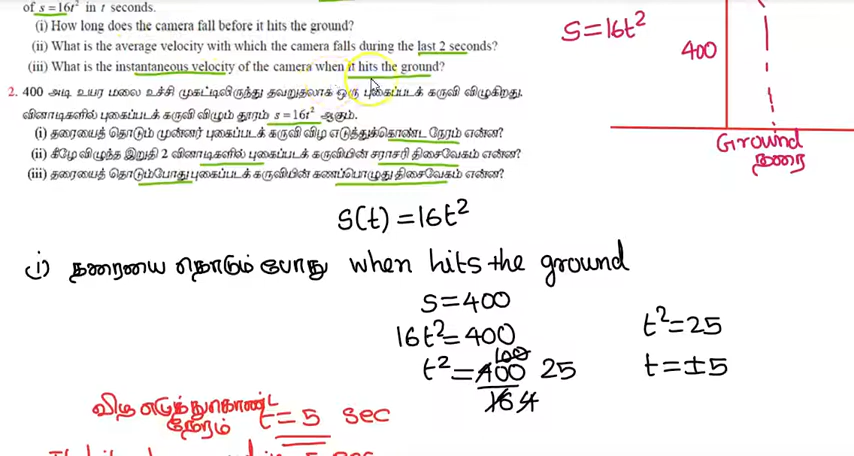 of s = 16t² in t seconds.
(i) How long does the camera fall before it hits the ground?
(ii) What is the average velocity with which the camera falls during the last 2 seconds?
(iii) What is the instantaneous velocity of the camera when it hits the ground?
2. 400 அடி உயர மலை உச்சி முகட்டிலிருந்து தவறுதலாக ஒரு புகைப்படக் கருவி விழுகிறது.
வினாடிகளில் புகைப்படக் கருவி விழும் தூரம் s = 16t² ஆகும்.
(i) தரையைத் தொடும் முன்னர் புகைப்படக் கருவி விழ எடுத்துக்கொண்ட நேரம் என்ன?
(ii) கீழே விழுந்த இறுதி 2 வினாடிகளில் புகைப்படக் கருவியின் சராசரி திசைவேகம் என்ன?
(iii) தரையைத் தொடும்போது புகைப்படக் கருவியின் கணப்பொழுது திசைவேகம் என்ன?
S=16t²
400
Ground
தரை
S(t) = 16t²
i) தரையை தொடும் போது when hits the ground
S = 400
16t² = 400
t² = 400 100 25
16 4
t² = 25
t = ±5
விழ எடுத்துகொண்ட
நேரம் t = 5 sec